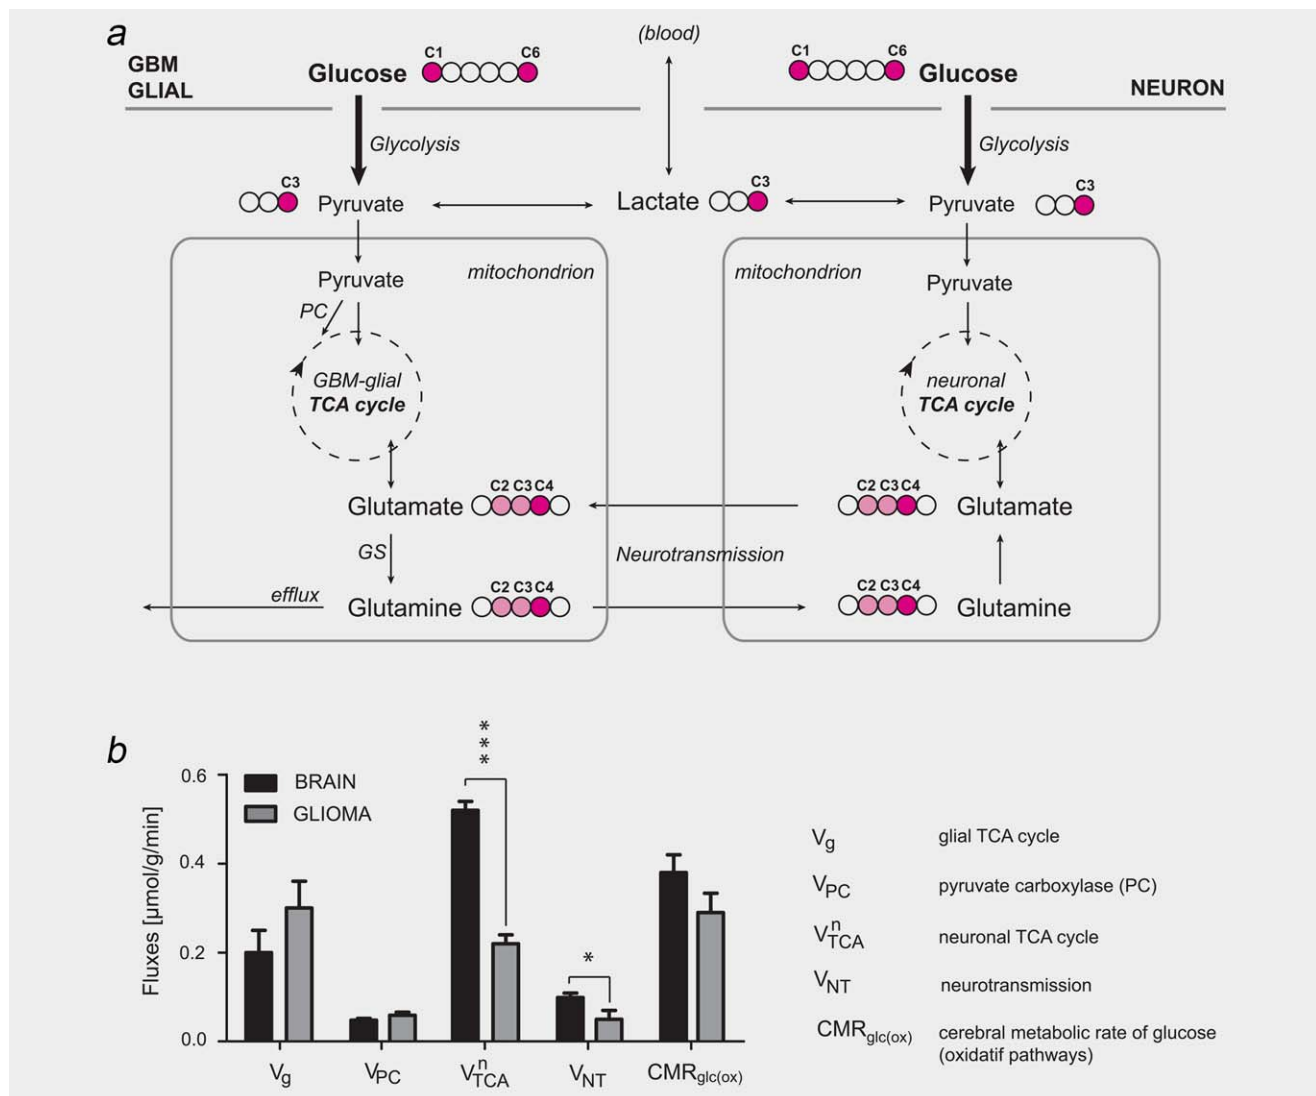 a
GBM
GLIAL
Glucose
C1 C6
(blood)
C1 C6
Glucose
NEURON
Glycolysis
Glycolysis
C3
Pyruvate
Lactate
C3
Pyruvate
C3
mitochondrion
mitochondrion
Pyruvate
Pyruvate
PC
GBM-glial
TCA cycle
neuronal
TCA cycle
Glutamate
C2 C3 C4
C2 C3 C4
Glutamate
GS
Neurotransmission
efflux
Glutamine
C2 C3 C4
C2 C3 C4
Glutamine
b
***
BRAIN
GLIOMA
*
Fluxes [µmol/g/min]
0.6
0.4
0.2
0.0
Vg
VPC
VnTCA
VNT
CMRglc(ox)
Vg glial TCA cycle
VPC pyruvate carboxylase (PC)
VnTCA neuronal TCA cycle
VNT neurotransmission
CMRglc(ox) cerebral metabolic rate of glucose
(oxidatif pathways)